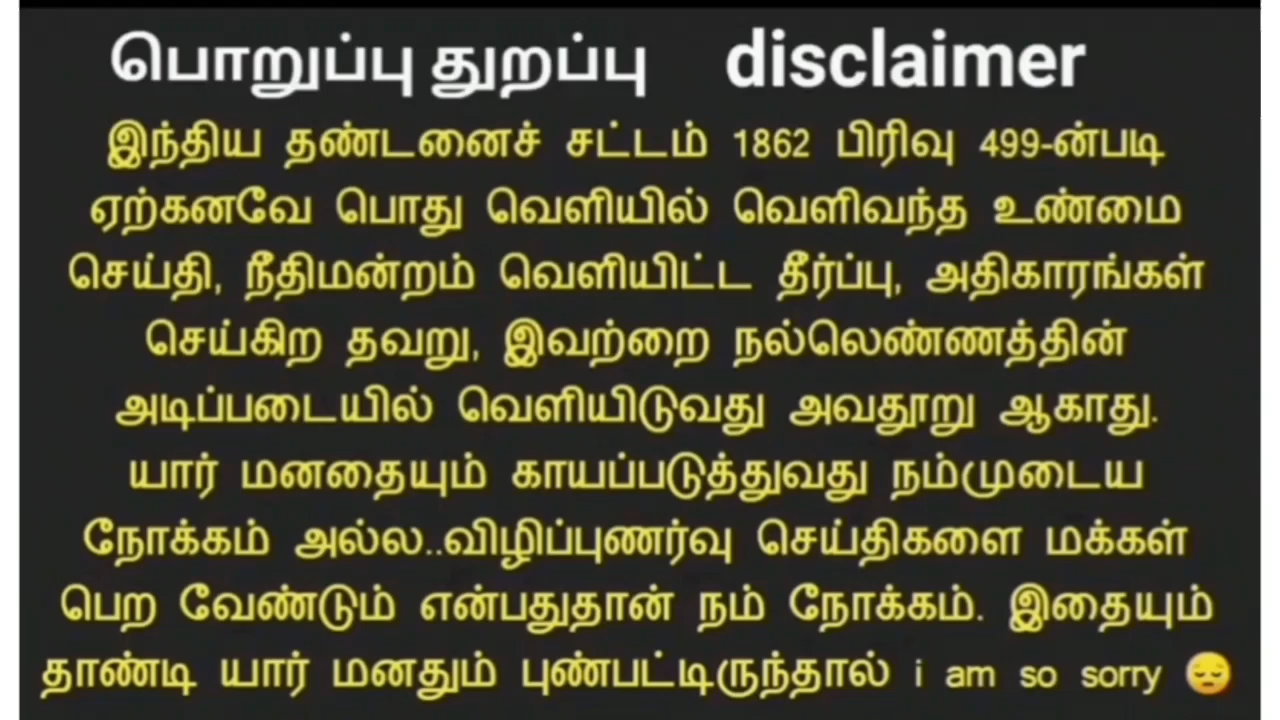 பொறுப்பு துறப்பு disclaimer
இந்திய தண்டனைச் சட்டம் 1862 பிரிவு 499-ன்படி
ஏற்கனவே பொது வெளியில் வெளிவந்த உண்மை
செய்தி, நீதிமன்றம் வெளியிட்ட தீர்ப்பு, அதிகாரங்கள்
செய்கிற தவறு, இவற்றை நல்லெண்ணத்தின்
அடிப்படையில் வெளியிடுவது அவதூறு ஆகாது.
யார் மனதையும் காயப்படுத்துவது நம்முடைய
நோக்கம் அல்ல..விழிப்புணர்வு செய்திகளை மக்கள்
பெற வேண்டும் என்பதுதான் நம் நோக்கம். இதையும்
தாண்டி யார் மனதும் புண்பட்டிருந்தால் i am so sorry 😔